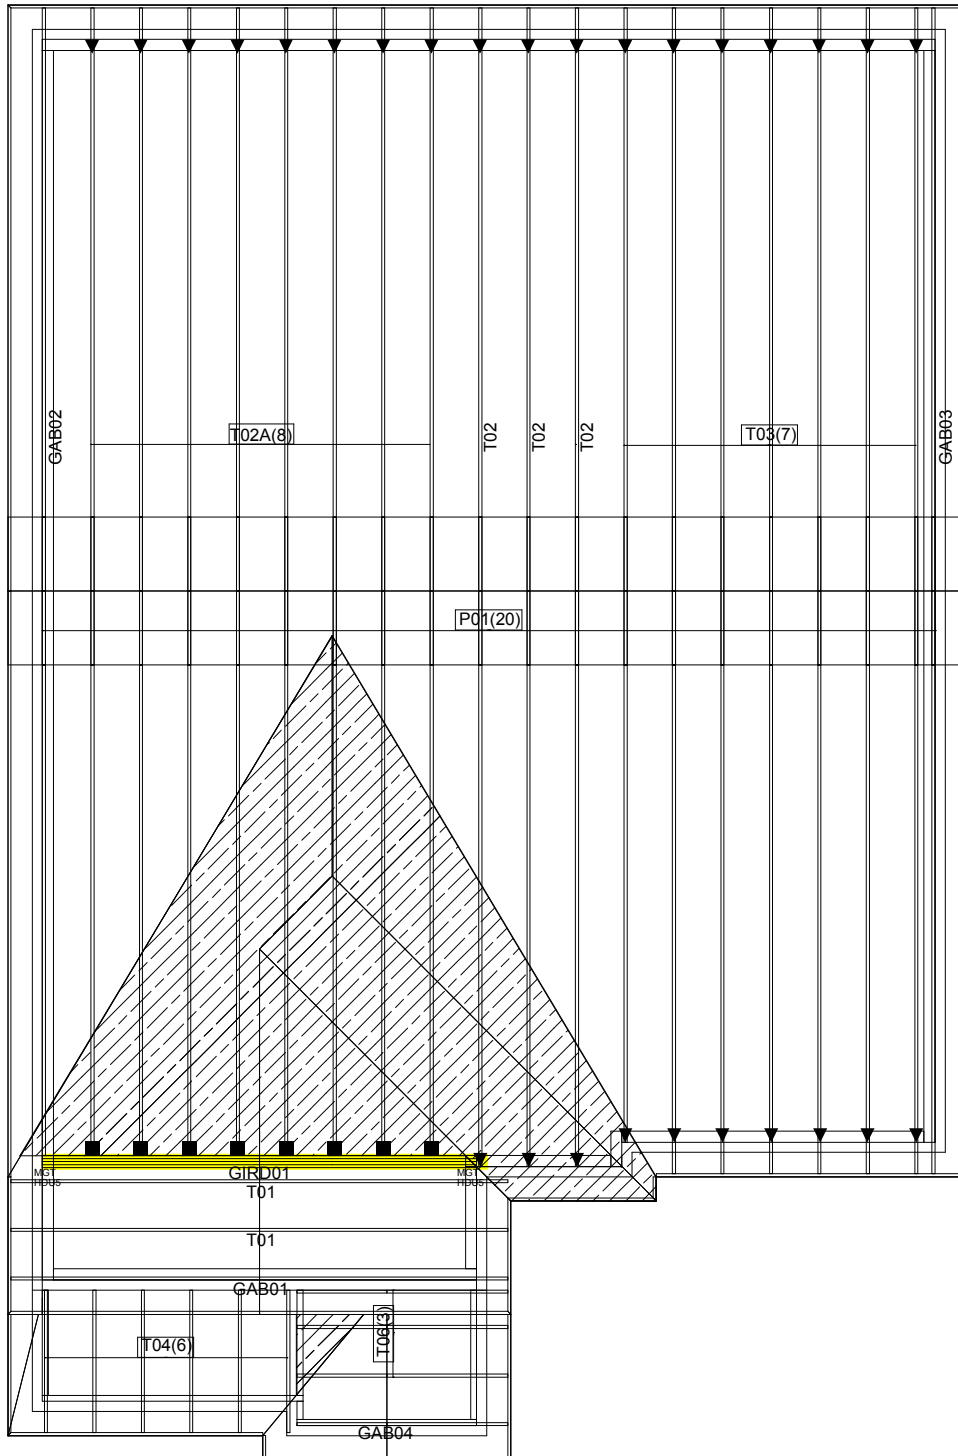 GAB02
T02A(8)
T02
T02
T02
T03(7)
GAB03
P01(20)
GIRD01
MGT
HDU5
MGT
HDU5
T01
T01
GAB01
T04(6)
T06(3)
GAB04